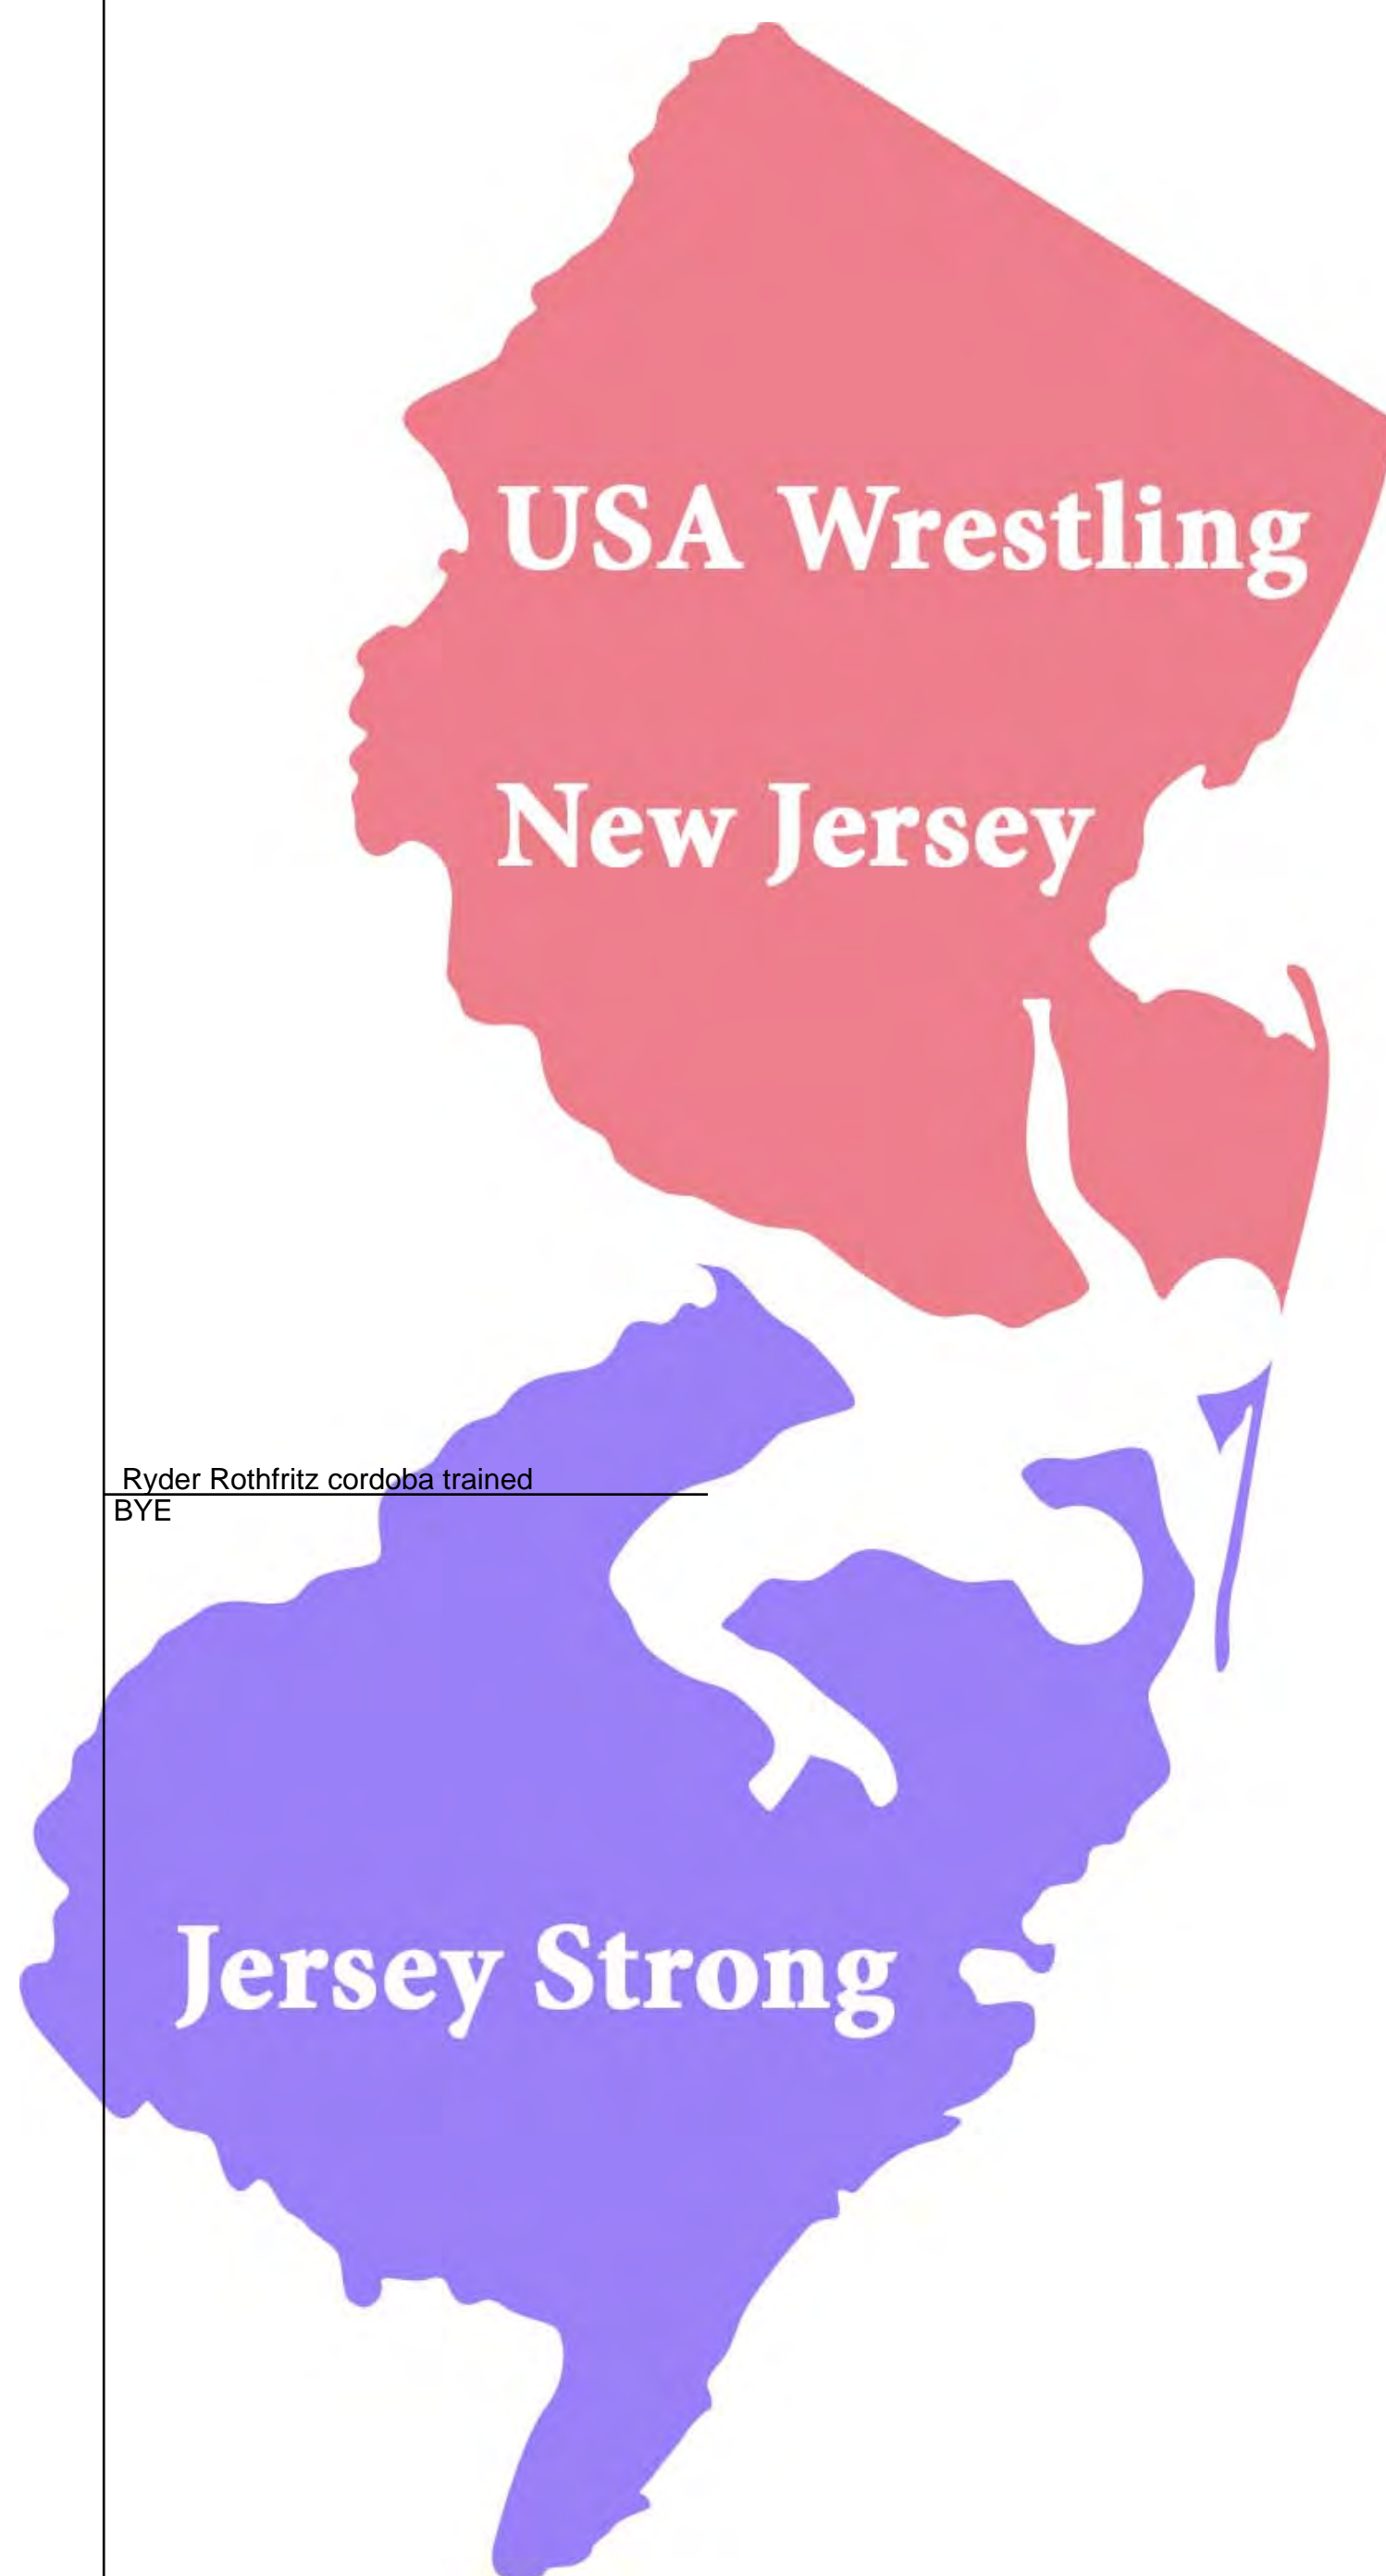 USA Wrestling
New Jersey
Ryder Rothfritz cordoba trained
BYE
Jersey Strong